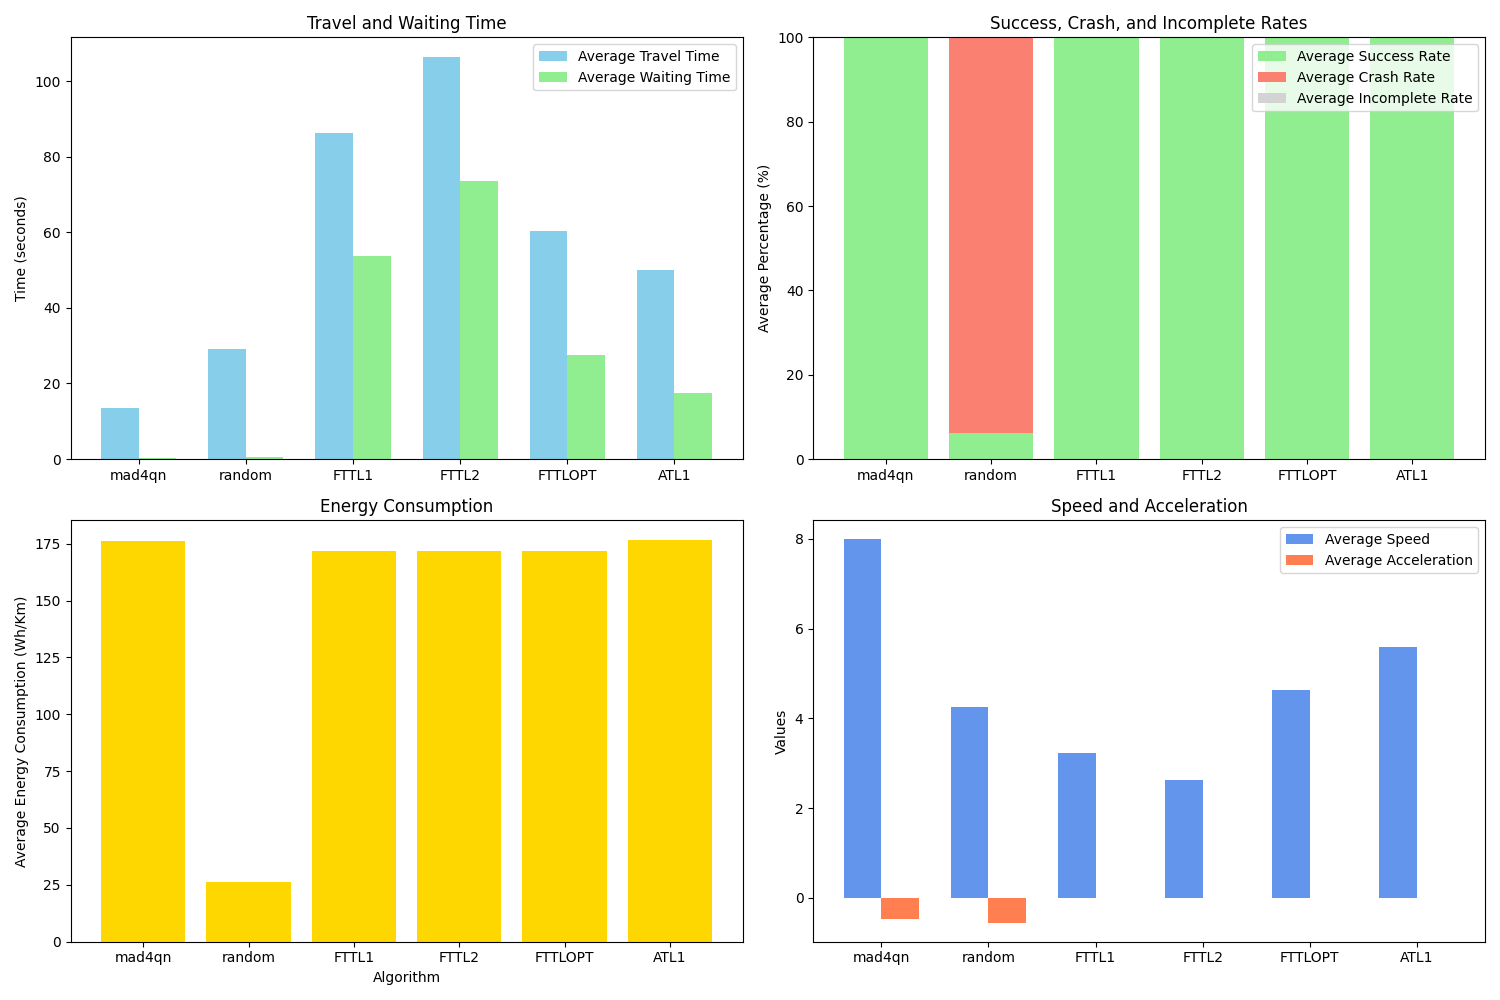 Travel and Waiting Time
Average Travel Time
Average Waiting Time
Time (seconds)
100
80
60
40
20
0
mad4qn random FTTL1 FTTL2 FTTLOPT ATL1
Success, Crash, and Incomplete Rates
Average Success Rate
Average Crash Rate
Average Incomplete Rate
Average Percentage (%)
100
80
60
40
20
0
mad4qn random FTTL1 FTTL2 FTTLOPT ATL1
Energy Consumption
Average Energy Consumption (Wh/Km)
175
150
125
100
75
50
25
0
mad4qn random FTTL1 FTTL2 FTTLOPT ATL1
Algorithm
Speed and Acceleration
Average Speed
Average Acceleration
Values
8
6
4
2
0
mad4qn random FTTL1 FTTL2 FTTLOPT ATL1